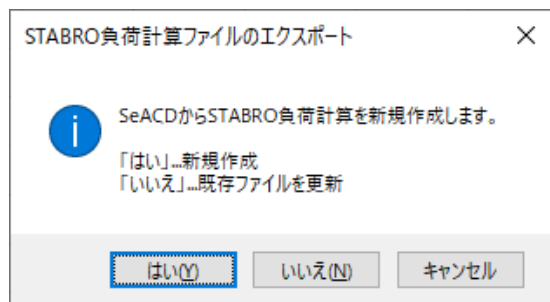 STABRO負荷計算ファイルのエクスポート
SeACDからSTABRO負荷計算を新規作成します。
「はい」...新規作成
「いいえ」...既存ファイルを更新
はい(Y)
いいえ(N)
キャンセル